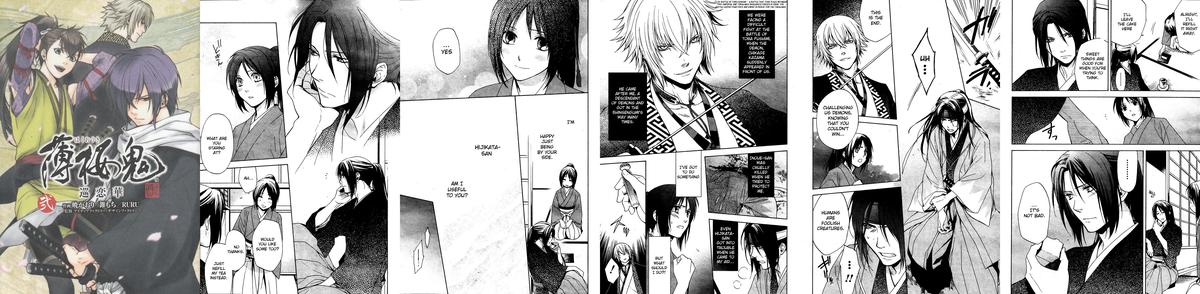 薄桜鬼
巡恋華
弐
RURU
WHAT ARE
YOU
STARING
AT?
AH...
WOULD
YOU LIKE
SOME TOO?
NO
THANKS.
JUST
REFILL
MY TEA
INSTEAD.
...
YES
HIJIKATA-
SAN
HAPPY
JUST
BEING BY
YOUR SIDE.
AM I
USEFUL
TO YOU?
WE WERE
FACING A
DIFFICULT
FIGHT AT THE
BATTLE OF
TOBA FUSHIMI,
WHEN THE
DEMON,
CHIKAGE
KAZAMA
SUDDENLY
APPEARED
IN FRONT
OF US.
HE CAME
AFTER ME, A
DESCENDANT
OF DEMONS
AND GOT
IN THE
SHINSENGUMI'S
WAY MANY
TIMES.
INOUE-SAN
WAS
CRUELLY
KILLED
WHEN HE
TRIED TO
PROTECT
ME.
I'VE GOT
TO DO
SOMETHING
EVEN
HIJIKATA-
SAN
GOT INTO
TROUBLE
WHEN HE
CAME TO
MY AID...
BUT
WHAT
SHOULD
I DO?!
THIS IS
THE END.
UH
...
CHALLENGING
US DEMONS,
KNOWING
THAT YOU
COULDN'T
WIN...
HUMANS
ARE
FOOLISH
CREATURES.
...!!
ALRIGHT,
I'LL
REFILL IT
RIGHT
AWAY.
I'LL
LEAVE
THE CAKE
HERE
SWEET
THINGS ARE
GOOD FOR
WHEN YOU'RE
TRYING TO
THINK.
IT'S
NOT BAD.